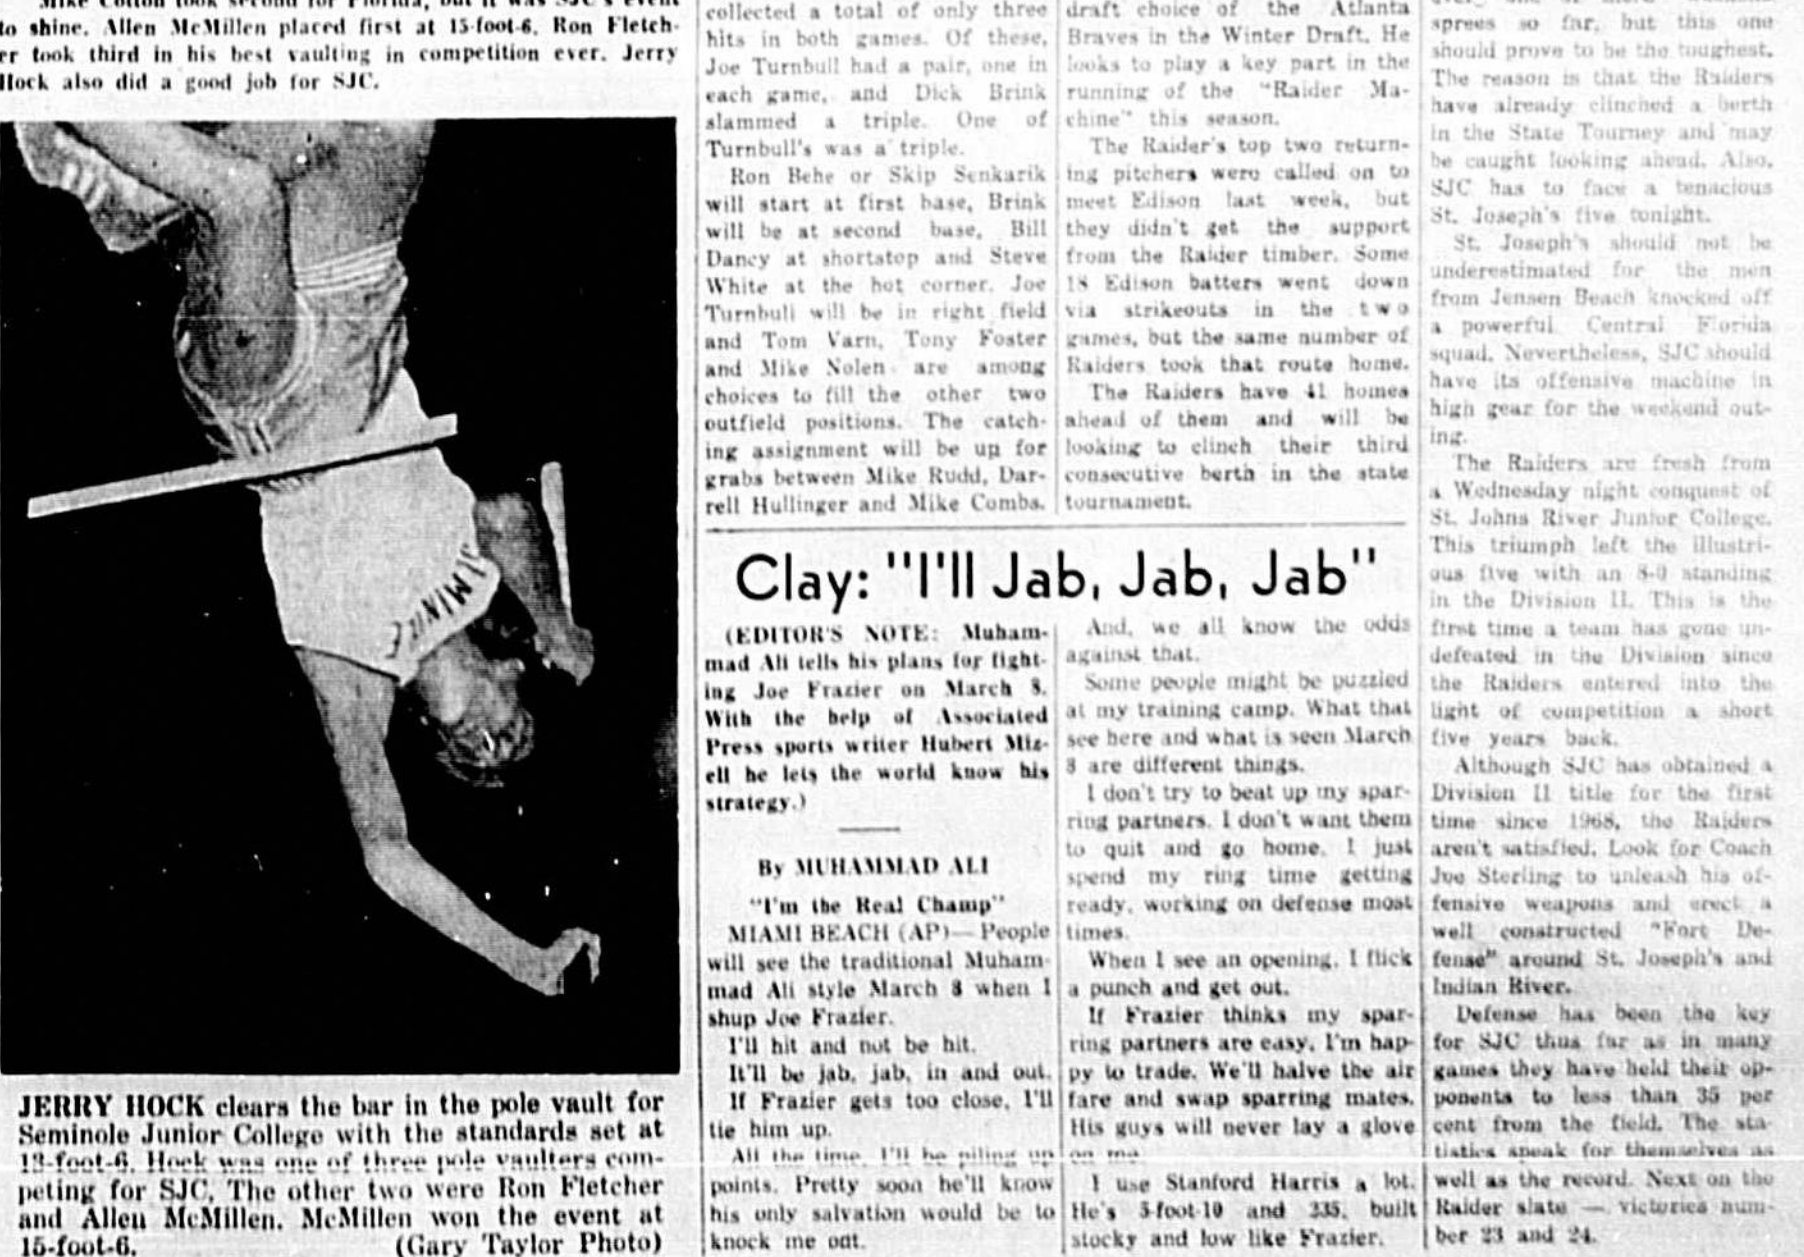 to shine. Allen McMillen placed first at 15-foot-6. Ron Fletch-
er took third in his best vaulting in competition ever. Jerry
Hock also did a good job for SJC.
SEMINOLE
JERRY HOCK clears the bar in the pole vault for
Seminole Junior College with the standards set at
13-foot-6. Hock was one of three pole vaulters com-
peting for SJC. The other two were Ron Fletcher
and Allen McMillen. McMillen won the event at
15-foot-6. (Gary Taylor Photo)
collected a total of only three
hits in both games. Of these,
Joe Turnbull had a pair, one in
each game, and Dick Brink
slammed a triple. One of
Turnbull's was a triple.
Ron Behe or Skip Senkarik
will start at first base, Brink
will be at second base, Bill
Dancy at shortstop and Steve
White at the hot corner. Joe
Turnbull will be in right field
and Tom Varn, Tony Foster
and Mike Nolen are among
choices to fill the other two
outfield positions. The catch-
ing assignment will be up for
grabs between Mike Rudd, Dar-
rell Hullinger and Mike Combs.
draft choice of the Atlanta
Braves in the Winter Draft. He
looks to play a key part in the
running of the "Raider Ma-
chine" this season.
The Raider's top two return-
ing pitchers were called on to
meet Edison last week, but
they didn't get the support
from the Raider timber. Some
18 Edison batters went down
via strikeouts in the two
games, but the same number of
Raiders took that route home.
The Raiders have 41 homes
ahead of them and will be
looking to clinch their third
consecutive berth in the state
tournament.
Clay: "I'll Jab, Jab, Jab"
(EDITOR'S NOTE: Muham-
mad Ali tells his plans for fight-
ing Joe Frazier on March 8.
With the help of Associated
Press sports writer Hubert Miz-
ell he lets the world know his
strategy.)
By MUHAMMAD ALI
"I'm the Real Champ"
MIAMI BEACH (AP)— People
will see the traditional Muham-
mad Ali style March 8 when I
shup Joe Frazier.
I'll hit and not be hit.
It'll be jab, jab, in and out.
If Frazier gets too close, I'll
tie him up.
All the time, I'll be piling up
points. Pretty soon he'll know
his only salvation would be to
knock me out.
And, we all know the odds
against that.
Some people might be puzzled
at my training camp. What that
see here and what is seen March
8 are different things.
I don't try to beat up my spar-
ring partners. I don't want them
to quit and go home. I just
spend my ring time getting
ready, working on defense most
times.
When I see an opening, I flick
a punch and get out.
If Frazier thinks my spar-
ring partners are easy, I'm hap-
py to trade. We'll halve the air
fare and swap sparring mates.
His guys will never lay a glove
on me.
I use Stanford Harris a lot.
He's 5-foot-10 and 235, built
stocky and low like Frazier.
sprees so far, but this one
should prove to be the toughest.
The reason is that the Raiders
have already clinched a berth
in the State Tourney and may
be caught looking ahead. Also,
SJC has to face a tenacious
St. Joseph's five tonight.
St. Joseph's should not be
underestimated for the men
from Jensen Beach knocked off
a powerful Central Florida
squad. Nevertheless, SJC should
have its offensive machine in
high gear for the weekend out-
ing.
The Raiders are fresh from
a Wednesday night conquest of
St. Johns River Junior College.
This triumph left the illustri-
ous five with an 8-0 standing
in the Division II. This is the
first time a team has gone un-
defeated in the Division since
the Raiders entered into the
light of competition a short
five years back.
Although SJC has obtained a
Division II title for the first
time since 1968, the Raiders
aren't satisfied. Look for Coach
Joe Sterling to unleash his of-
fensive weapons and erect a
well constructed "Fort De-
fense" around St. Joseph's and
Indian River.
Defense has been the key
for SJC thus far as in many
games they have held their op-
ponents to less than 35 per
cent from the field. The sta-
tistics speak for themselves as
well as the record. Next on the
Raider slate — victories num-
ber 23 and 24.